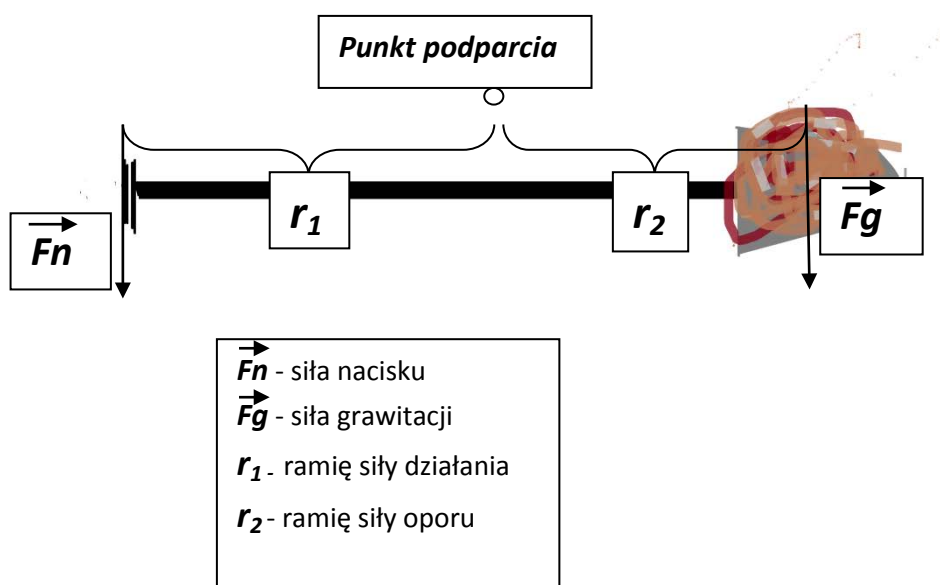 Punkt podparcia
r1
r2
Fn
Fg
Fn - siła nacisku
Fg - siła grawitacji
r1 - ramię siły działania
r2 - ramię siły oporu